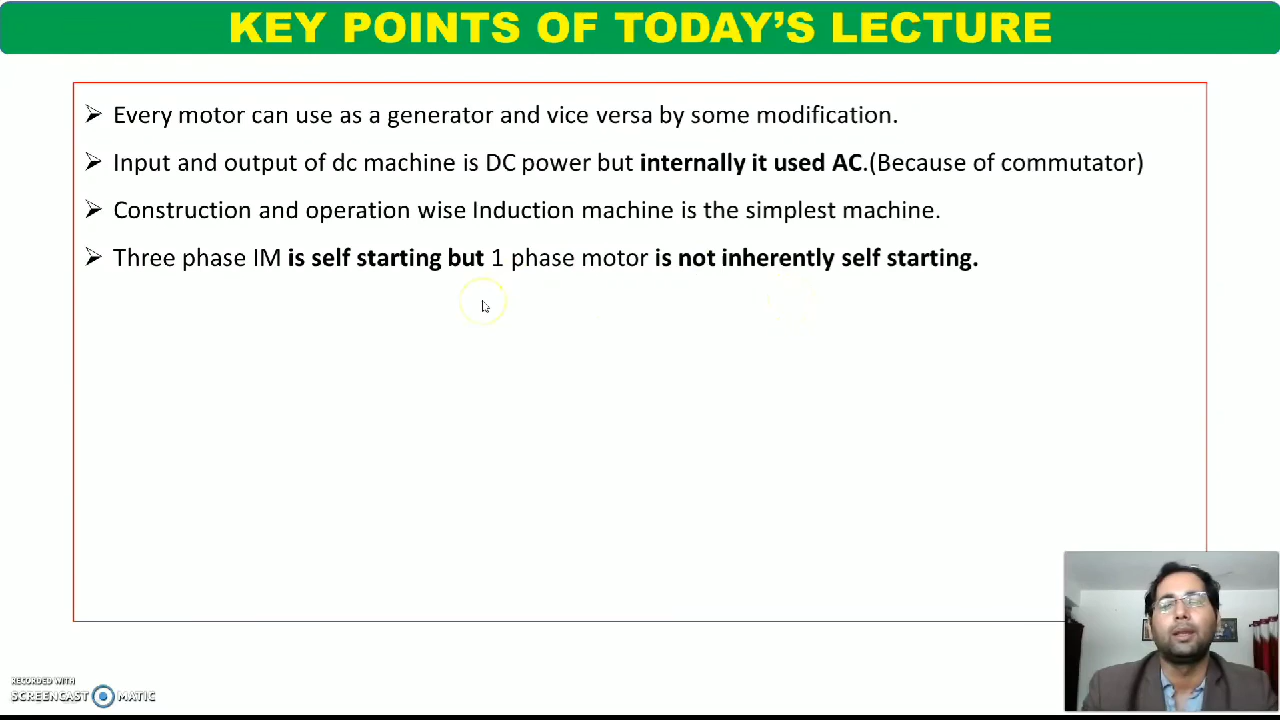 KEY POINTS OF TODAY'S LECTURE
➢ Every motor can use as a generator and vice versa by some modification.
➢ Input and output of dc machine is DC power but internally it used AC.(Because of commutator)
➢ Construction and operation wise Induction machine is the simplest machine.
➢ Three phase IM is self starting but 1 phase motor is not inherently self starting.
RECORDED WITH
SCREENCAST MATIC